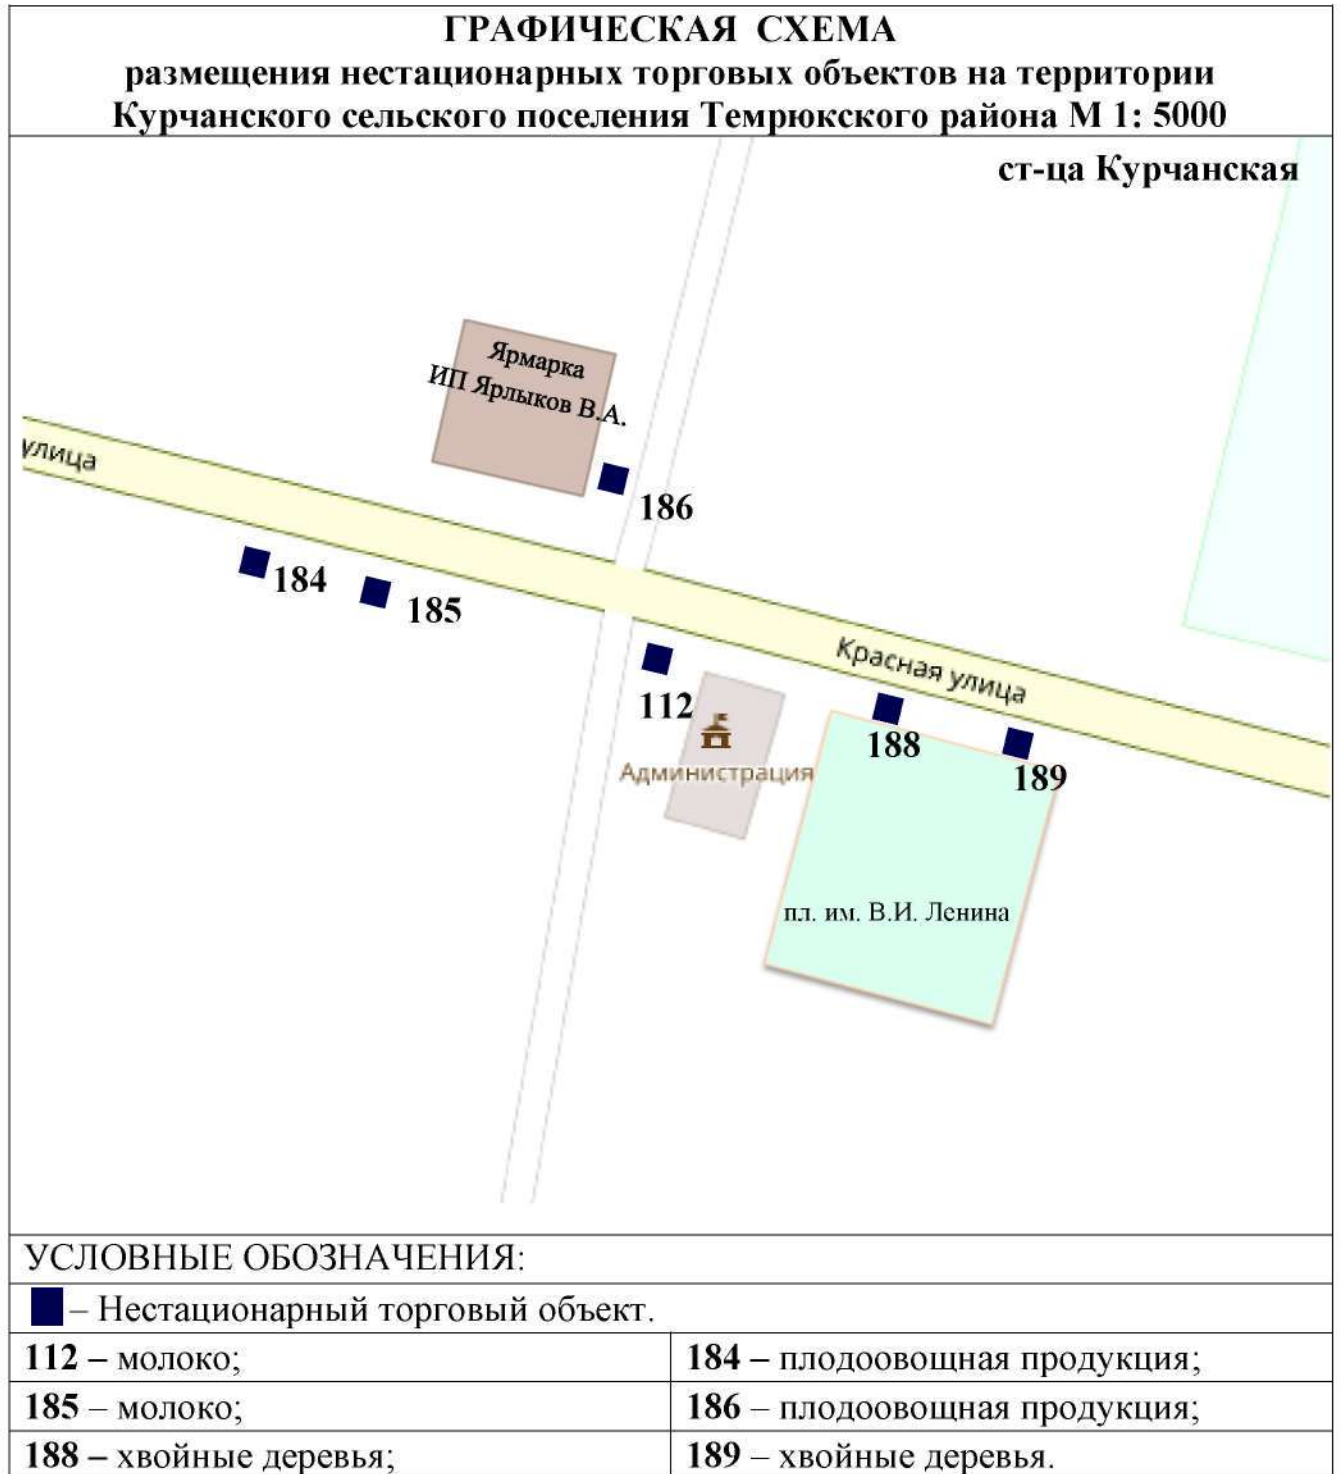 ГРАФИЧЕСКАЯ СХЕМА
размещения нестационарных торговых объектов на территории
Курчанского сельского поселения Темрюкского района М 1: 5000
ст-ца Курчанская
Ярмарка
ИП Ярлыков В.А.
улица
186
184
185
Красная улица
112
188
189
Администрация
пл. им. В.И. Ленина
УСЛОВНЫЕ ОБОЗНАЧЕНИЯ:
– Нестационарный торговый объект.
112 – молоко;
184 – плодоовощная продукция;
185 – молоко;
186 – плодоовощная продукция;
188 – хвойные деревья;
189 – хвойные деревья.